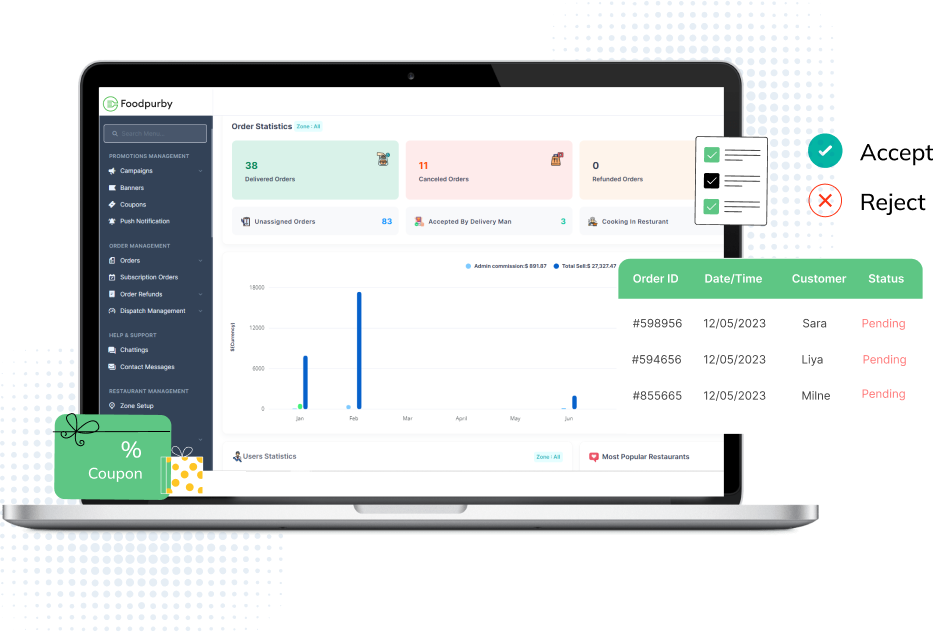 Foodpurby
Search Menu...
PROMOTIONS MANAGEMENT
Campaigns
Banners
Coupons
Push Notification
ORDER MANAGEMENT
Orders
Subscription Orders
Order Refunds
Dispatch Management
HELP & SUPPORT
Chattings
Contact Messages
RESTAURANT MANAGEMENT
Zone Setup
Order Statistics Zone : All
38
Delivered Orders
11
Canceled Orders
0
Refunded Orders
Unassigned Orders 83
Accepted By Delivery Man 3
Cooking In Resturant
Admin commission:$ 891.87 Total Sell:$ 27,327.47
$(Currency)
18000
12000
6000
0
Jan Feb Mar April May Jun
Users Statistics Zone : All
Most Popular Restaurants
Accept
Reject
Order ID Date/Time Customer Status
#598956 12/05/2023 Sara Pending
#594656 12/05/2023 Liya Pending
#855665 12/05/2023 Milne Pending
%
Coupon